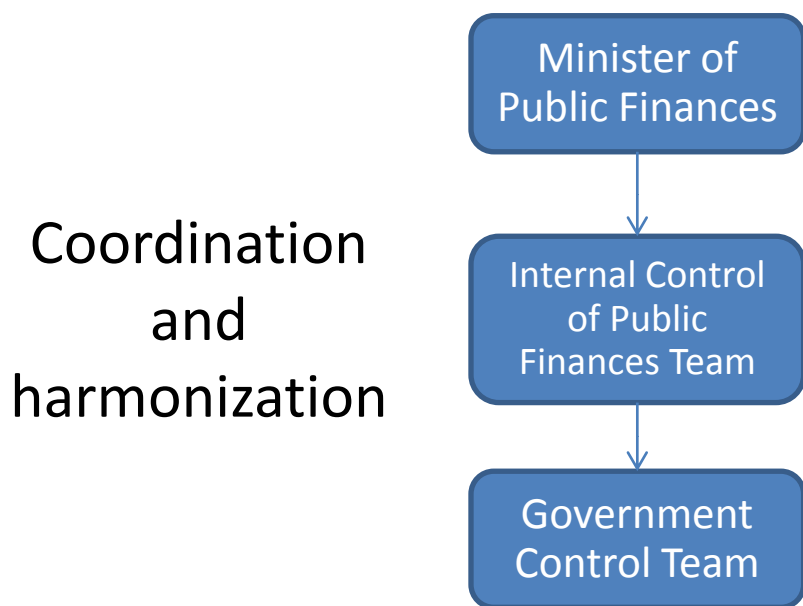 Coordination
and
harmonization
Minister of
Public Finances
Internal Control
of Public
Finances Team
Government
Control Team